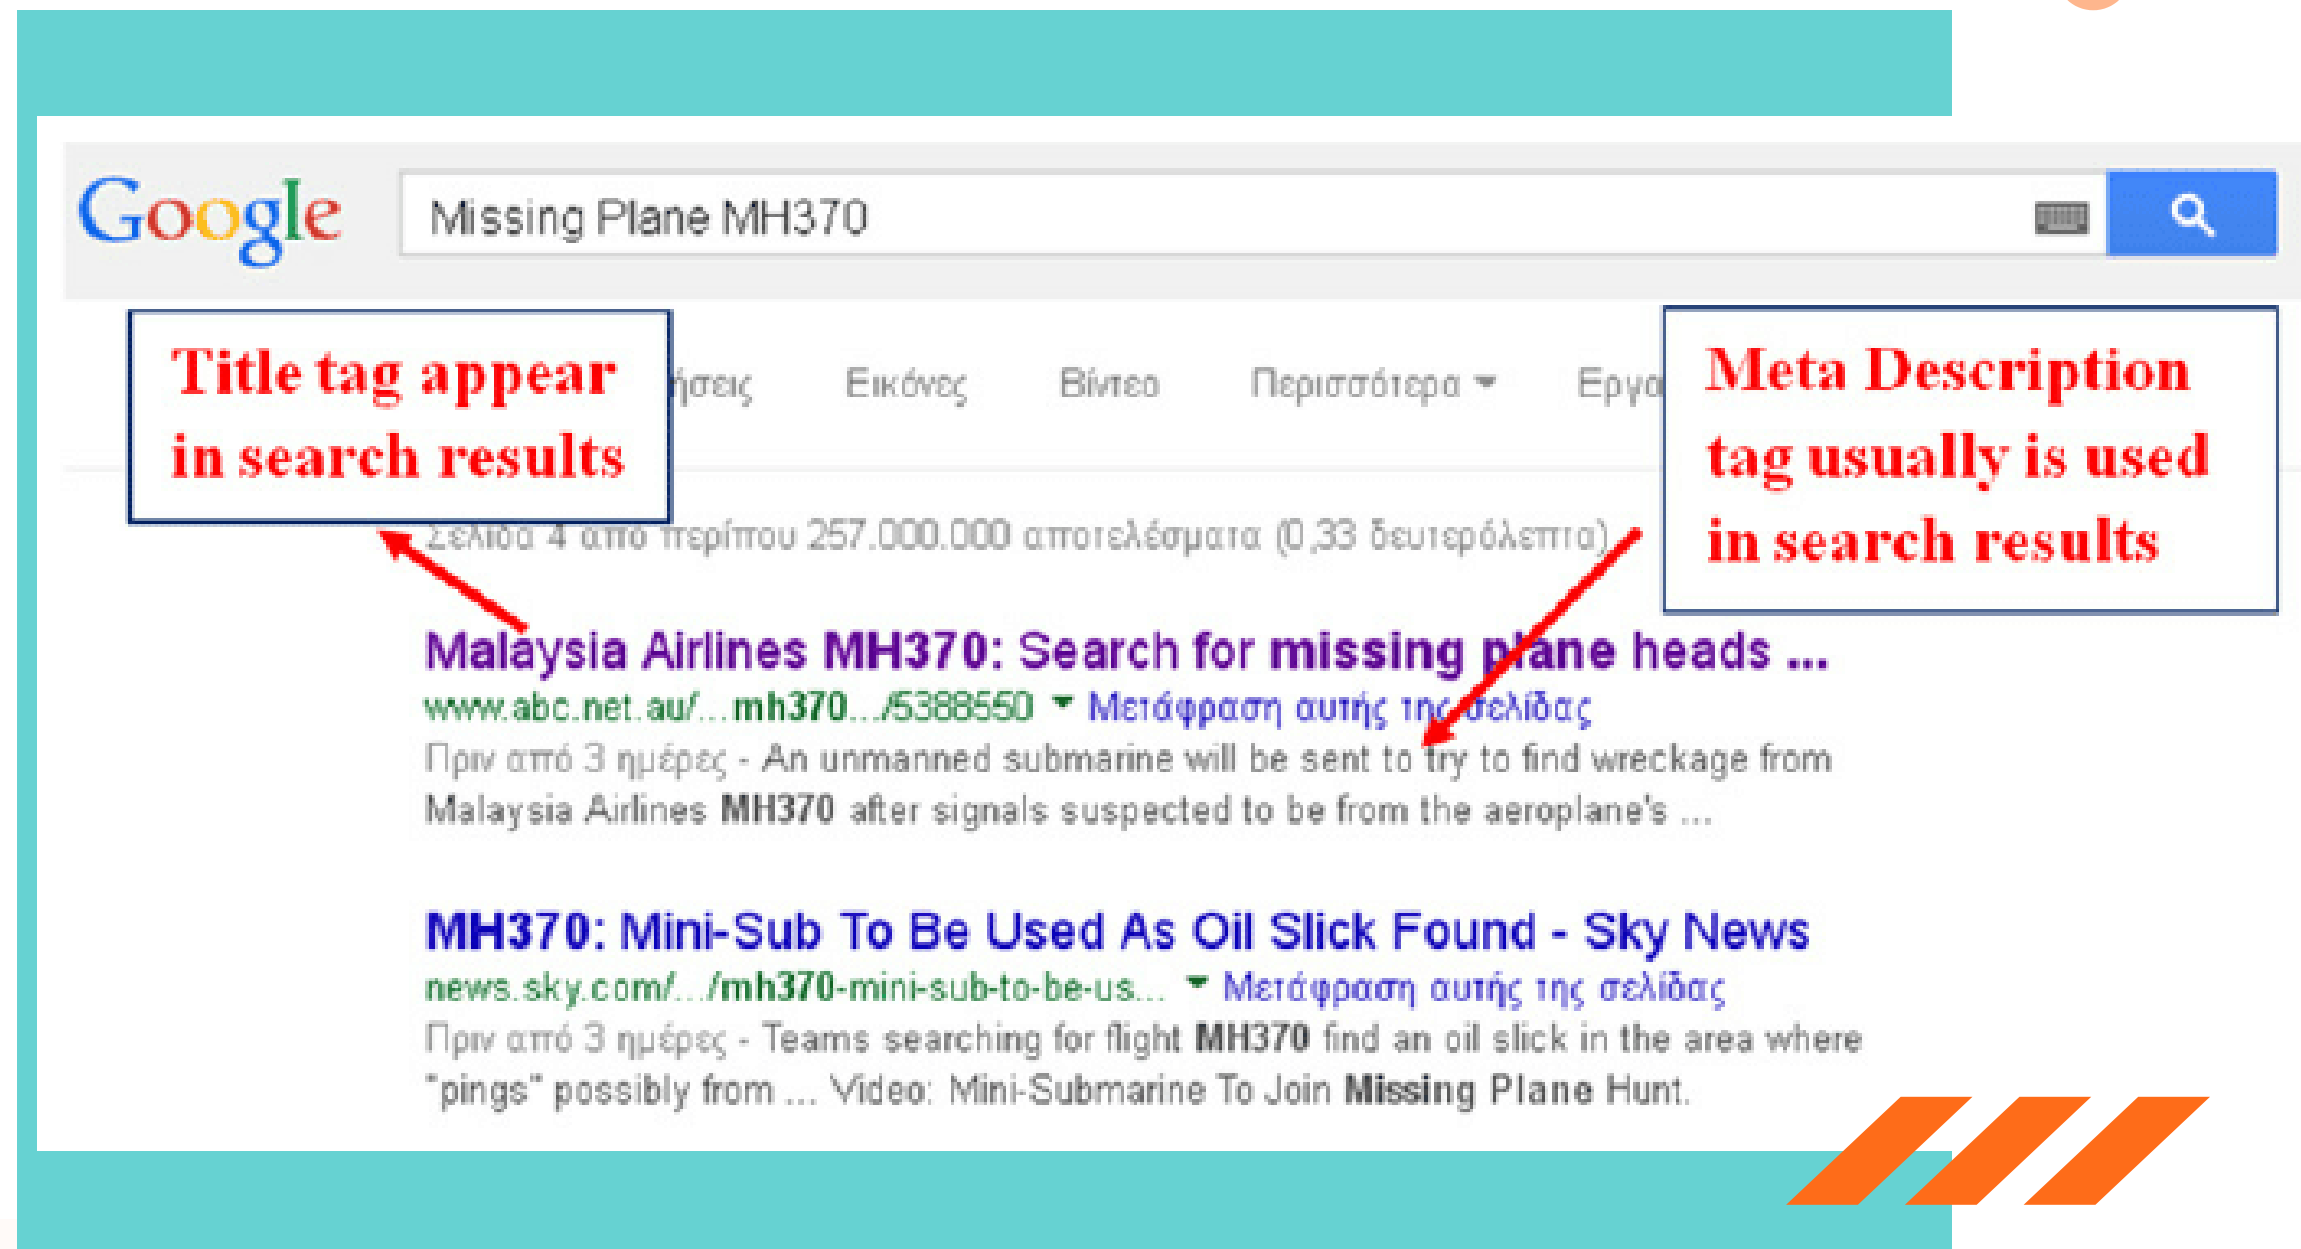 Google
Missing Plane MH370
Title tag appear
in search results
Εικόνες Βίντεο Περισσότερα
Meta Description
tag usually is used
in search results
Σελίδα 4 από περίπου 257.000.000 αποτελέσματα (0,33 δευτερόλεπτα)
Malaysia Airlines MH370: Search for missing plane heads ...
www.abc.net.au/...mh370.../5388550 Μετάφραση αυτής της σελίδας
Πριν από 3 ημέρες - An unmanned submarine will be sent to try to find wreckage from
Malaysia Airlines MH370 after signals suspected to be from the aeroplane's ...
MH370: Mini-Sub To Be Used As Oil Slick Found - Sky News
news.sky.com/.../mh370-mini-sub-to-be-us... Μετάφραση αυτής της σελίδας
Πριν από 3 ημέρες - Teams searching for flight MH370 find an oil slick in the area where
"pings" possibly from ... Video: Mini-Submarine To Join Missing Plane Hunt.